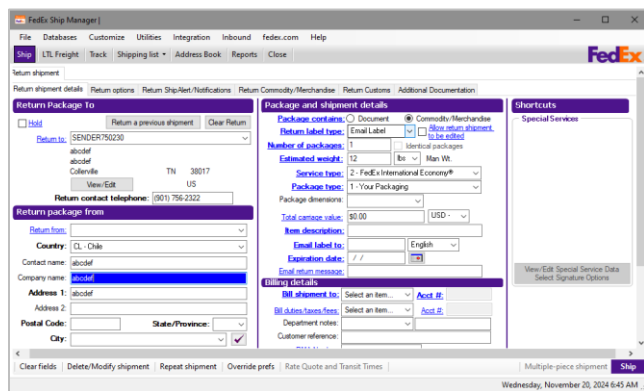 FedEx Ship Manager |
File Databases Customize Utilities Integration Inbound fedex.com Help
Ship LTL Freight Track Shipping list Address Book Reports Close FedEx
Return shipment
Return shipment details Return options Return ShipAlert/Notifications Return Commodity/Merchandise Return Customs Additional Documentation
Return Package To
Hold Return a previous shipment Clear Return
Return to: SENDER750230
abcdef
abcdef
Collerville TN 38017
View/Edit US
Return contact telephone: (901) 756-2322
Return package from
Return from:
Country: CL - Chile
Contact name: abcdef
Company name: abcdef
Address 1: abcdef
Address 2:
Postal Code: State/Province:
City:
Package and shipment details
Package contains: Document Commodity/Merchandise
Return label type: Email Label Allow return shipment to be edited
Number of packages: 1 Identical packages
Estimated weight: 12 lbs Man Wt.
Service type: 2 - FedEx International Economy®
Package type: 1 - Your Packaging
Package dimensions:
Total carriage value: $0.00 USD -
Item description:
Email label to: English
Expiration date: / /
Email return message:
Billing details
Bill shipment to: Select an item... Acct #:
Bill duties/taxes/fees: Select an item... Acct #:
Department notes:
Customer reference:
Shortcuts
Special Services
View/Edit Special Service Data
Select Signature Options
Clear fields Delete/Modify shipment Repeat shipment Override prefs Rate Quote and Transit Times Multiple-piece shipment Ship
Wednesday, November 20, 2024 6:45 AM